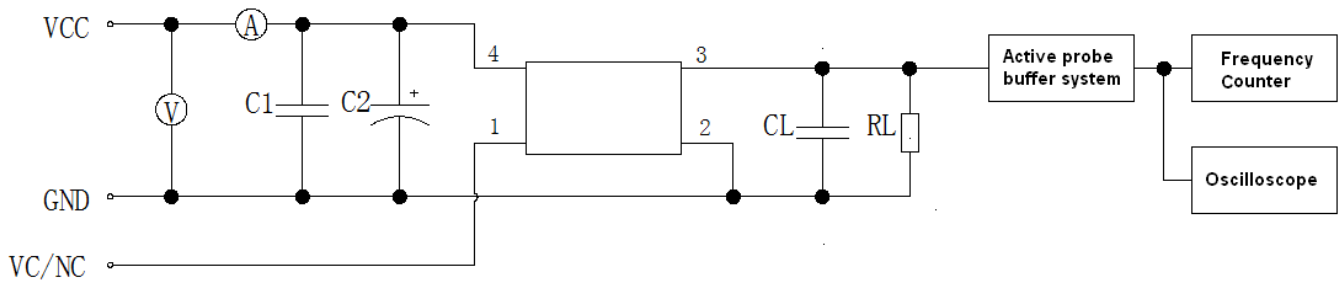 VCC
A
4
3
Active probe
buffer system
Frequency
Counter
V
C1
C2
+
1
2
CL
RL
GND
Oscilloscope
VC/NC